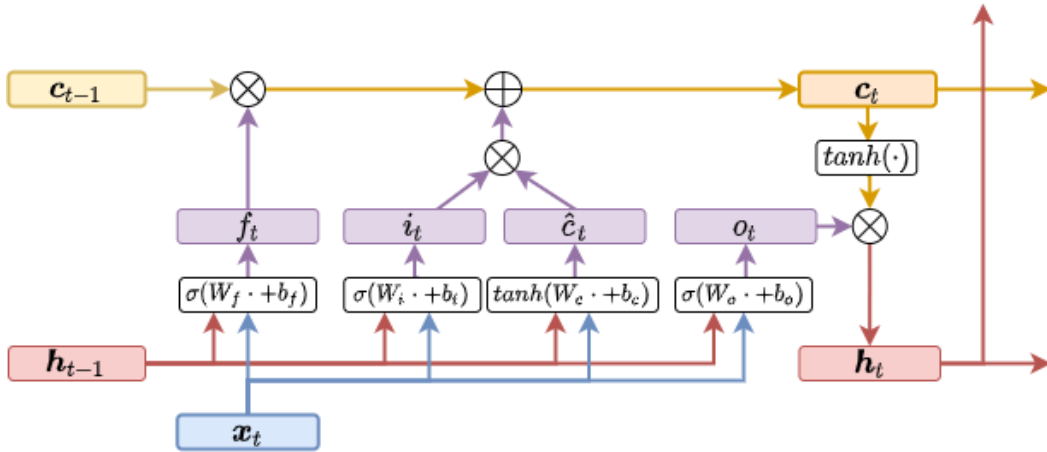 c_{t-1}
c_t
tanh(·)
f_t
i_t
ĉ_t
o_t
σ(W_f · +b_f)
σ(W_i · +b_i)
tanh(W_c · +b_c)
σ(W_o · +b_o)
h_{t-1}
h_t
x_t